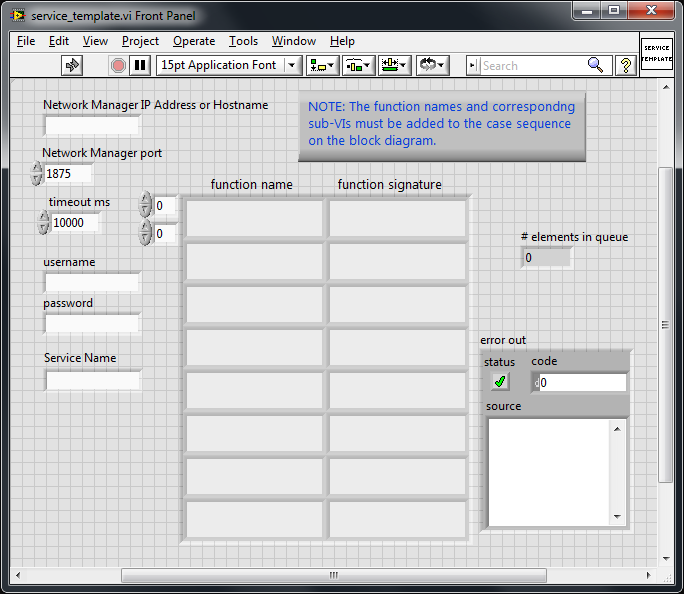 service_template.vi Front Panel
File Edit View Project Operate Tools Window Help
SERVICE
TEMPLATE
15pt Application Font
Search
?
Network Manager IP Address or Hostname
NOTE: The function names and correspondng
sub-VIs must be added to the case sequence
on the block diagram.
Network Manager port
1875
timeout ms
10000
0
0
function name
function signature
# elements in queue
0
username
password
Service Name
error out
status
code
0
source